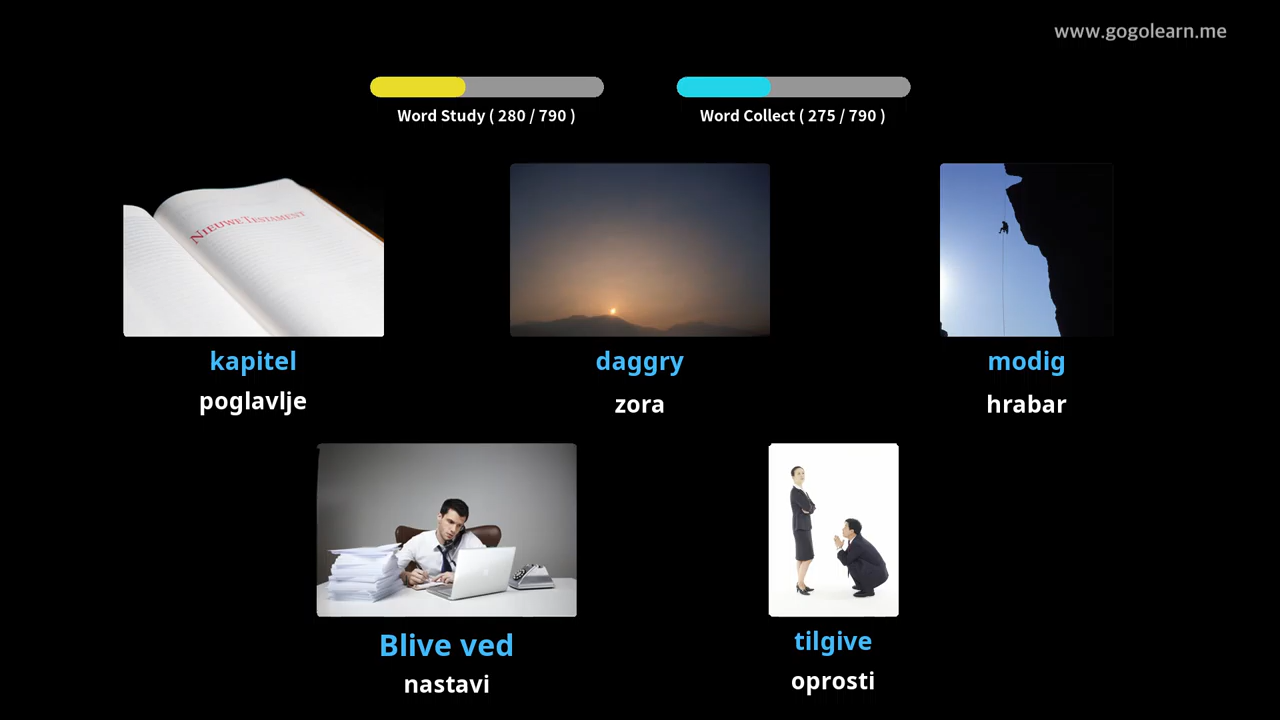 www.gogolearn.me
Word Study ( 280 / 790 )
Word Collect ( 275 / 790 )
NIEUWE TESTAMENT
kapitel
daggry
modig
poglavlje
zora
hrabar
Blive ved
tilgive
nastavi
oprosti